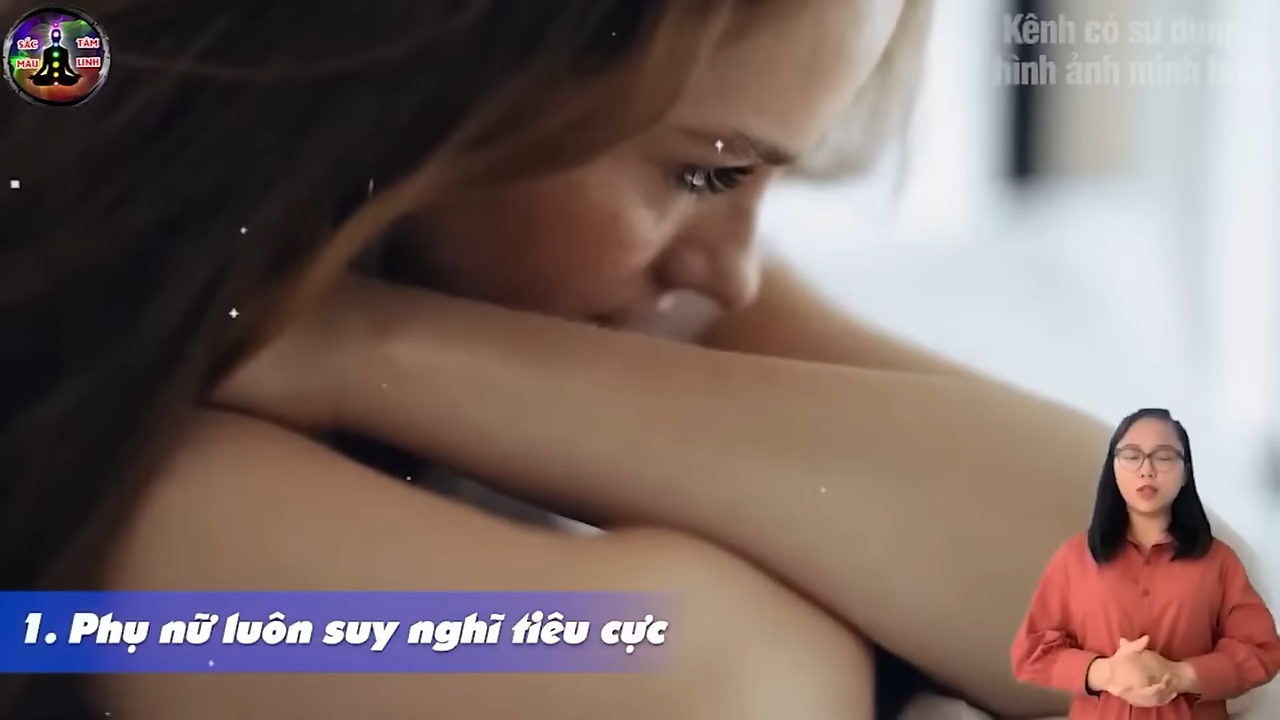 SẮC
MÀU
TÂM
LINH
Kênh có sử dụng
hình ảnh minh
1. Phụ nữ luôn suy nghĩ tiêu cực